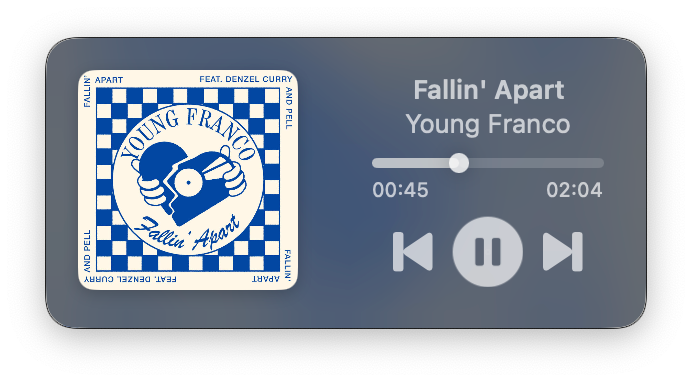 FALLIN' APART
FEAT. DENZEL CURRY
AND PELL
YOUNG FRANCO
Fallin' Apart
FALLIN' APART
FEAT. DENZEL CURRY
AND PELL
Fallin' Apart
Young Franco
00:45
02:04